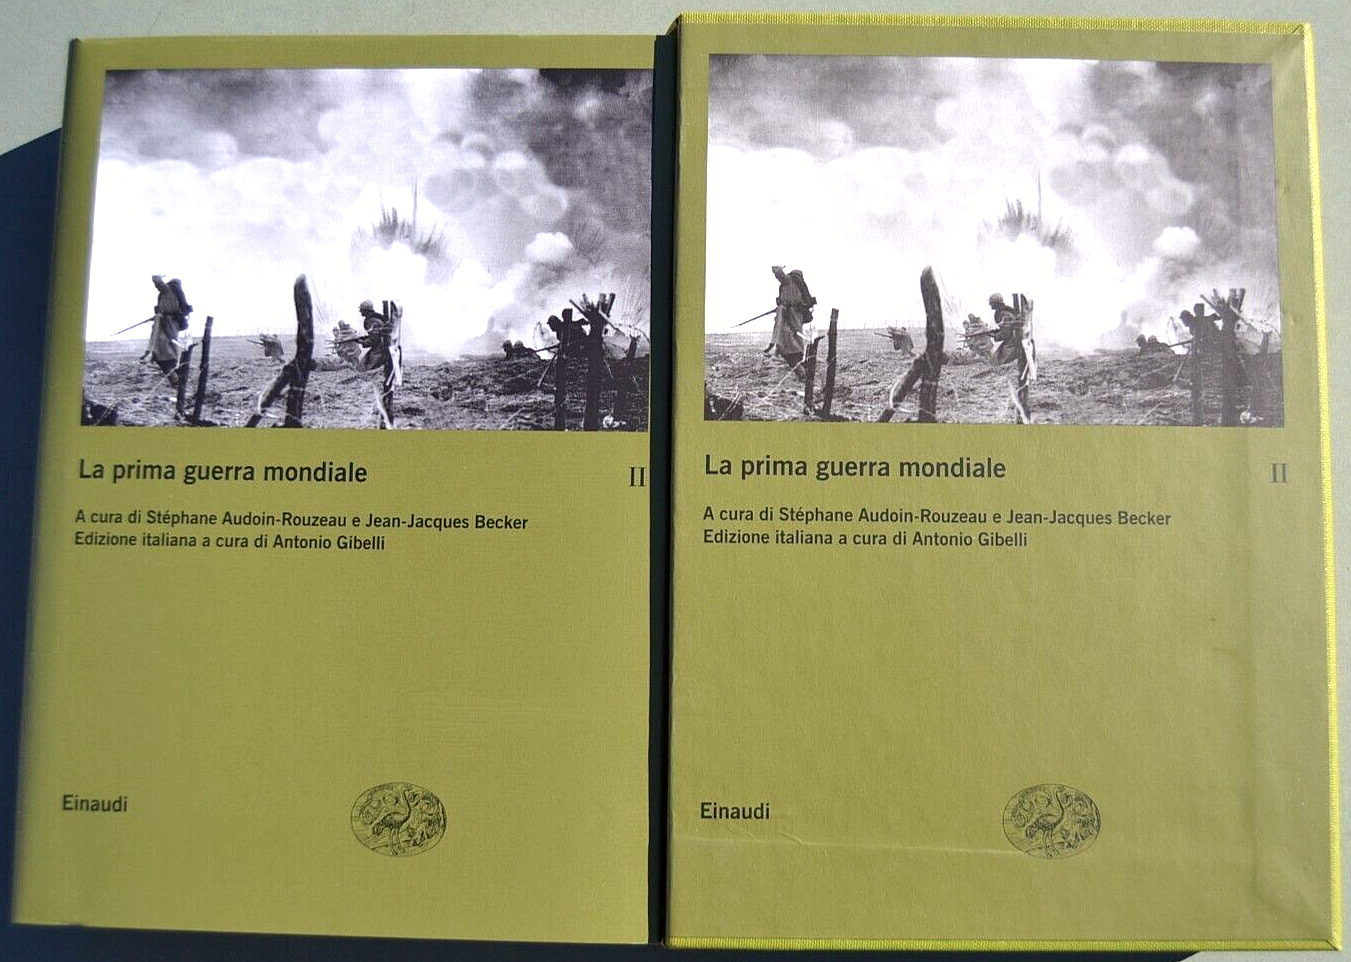 La prima guerra mondiale II
A cura di Stéphane Audoin-Rouzeau e Jean-Jacques Becker
Edizione italiana a cura di Antonio Gibelli
Einaudi
La prima guerra mondiale II
A cura di Stéphane Audoin-Rouzeau e Jean-Jacques Becker
Edizione italiana a cura di Antonio Gibelli
Einaudi